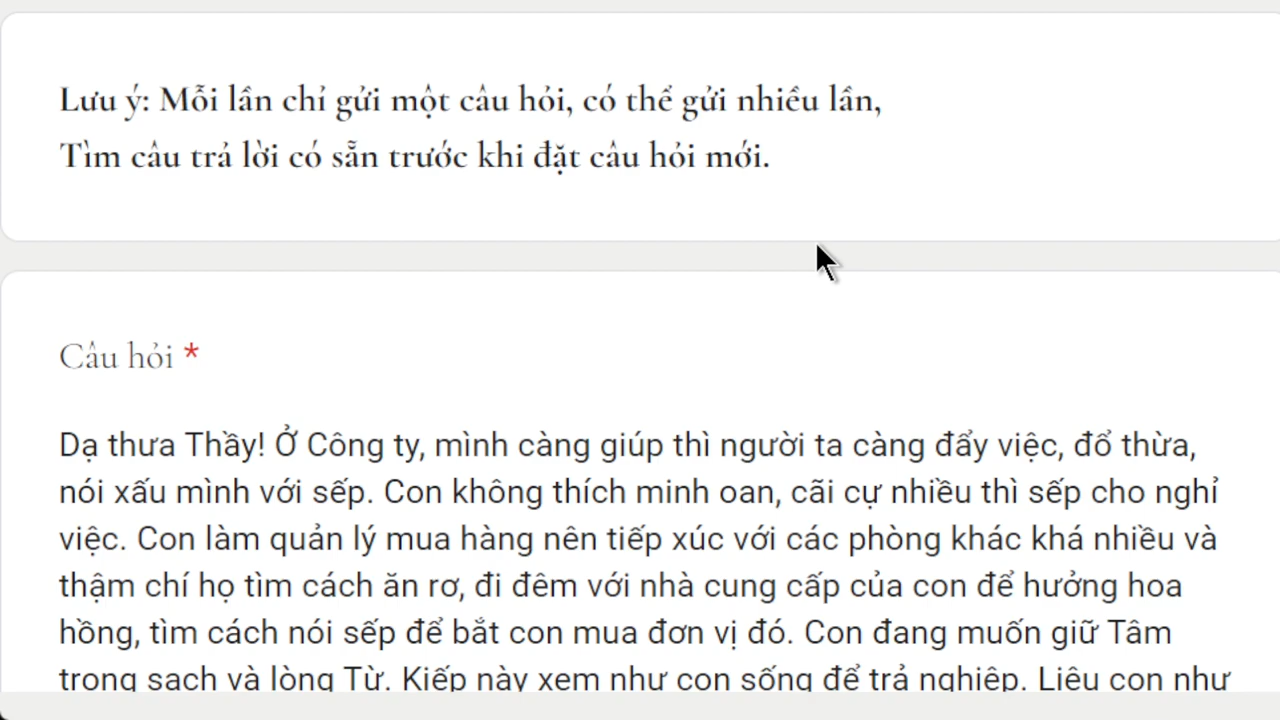 Lưu ý: Mỗi lần chỉ gửi một câu hỏi, có thể gửi nhiều lần,
Tìm câu trả lời có sẵn trước khi đặt câu hỏi mới.
Câu hỏi *
Dạ thưa Thầy! Ở Công ty, mình càng giúp thì người ta càng đẩy việc, đổ thừa,
nói xấu mình với sếp. Con không thích minh oan, cãi cự nhiều thì sếp cho nghỉ
việc. Con làm quản lý mua hàng nên tiếp xúc với các phòng khác khá nhiều và
thậm chí họ tìm cách ăn rơ, đi đêm với nhà cung cấp của con để hưởng hoa
hồng, tìm cách nói sếp để bắt con mua đơn vị đó. Con đang muốn giữ Tâm
trong sạch và lòng Từ. Kiếp này xem như con sống để trả nghiệp. Liệu con như